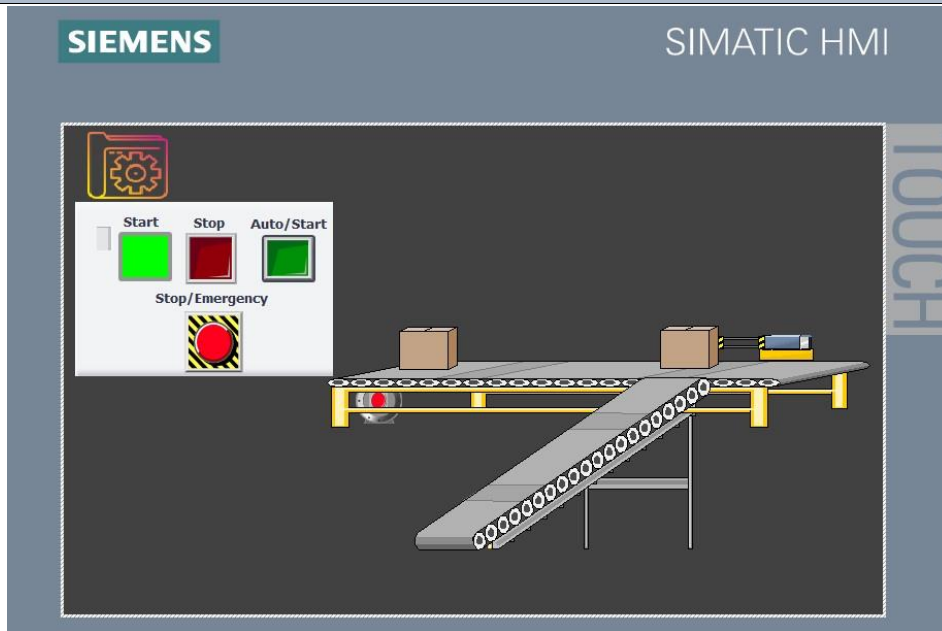 SIEMENS
SIMATIC HMI
TOUCH
Start Stop Auto/Start
Stop/Emergency